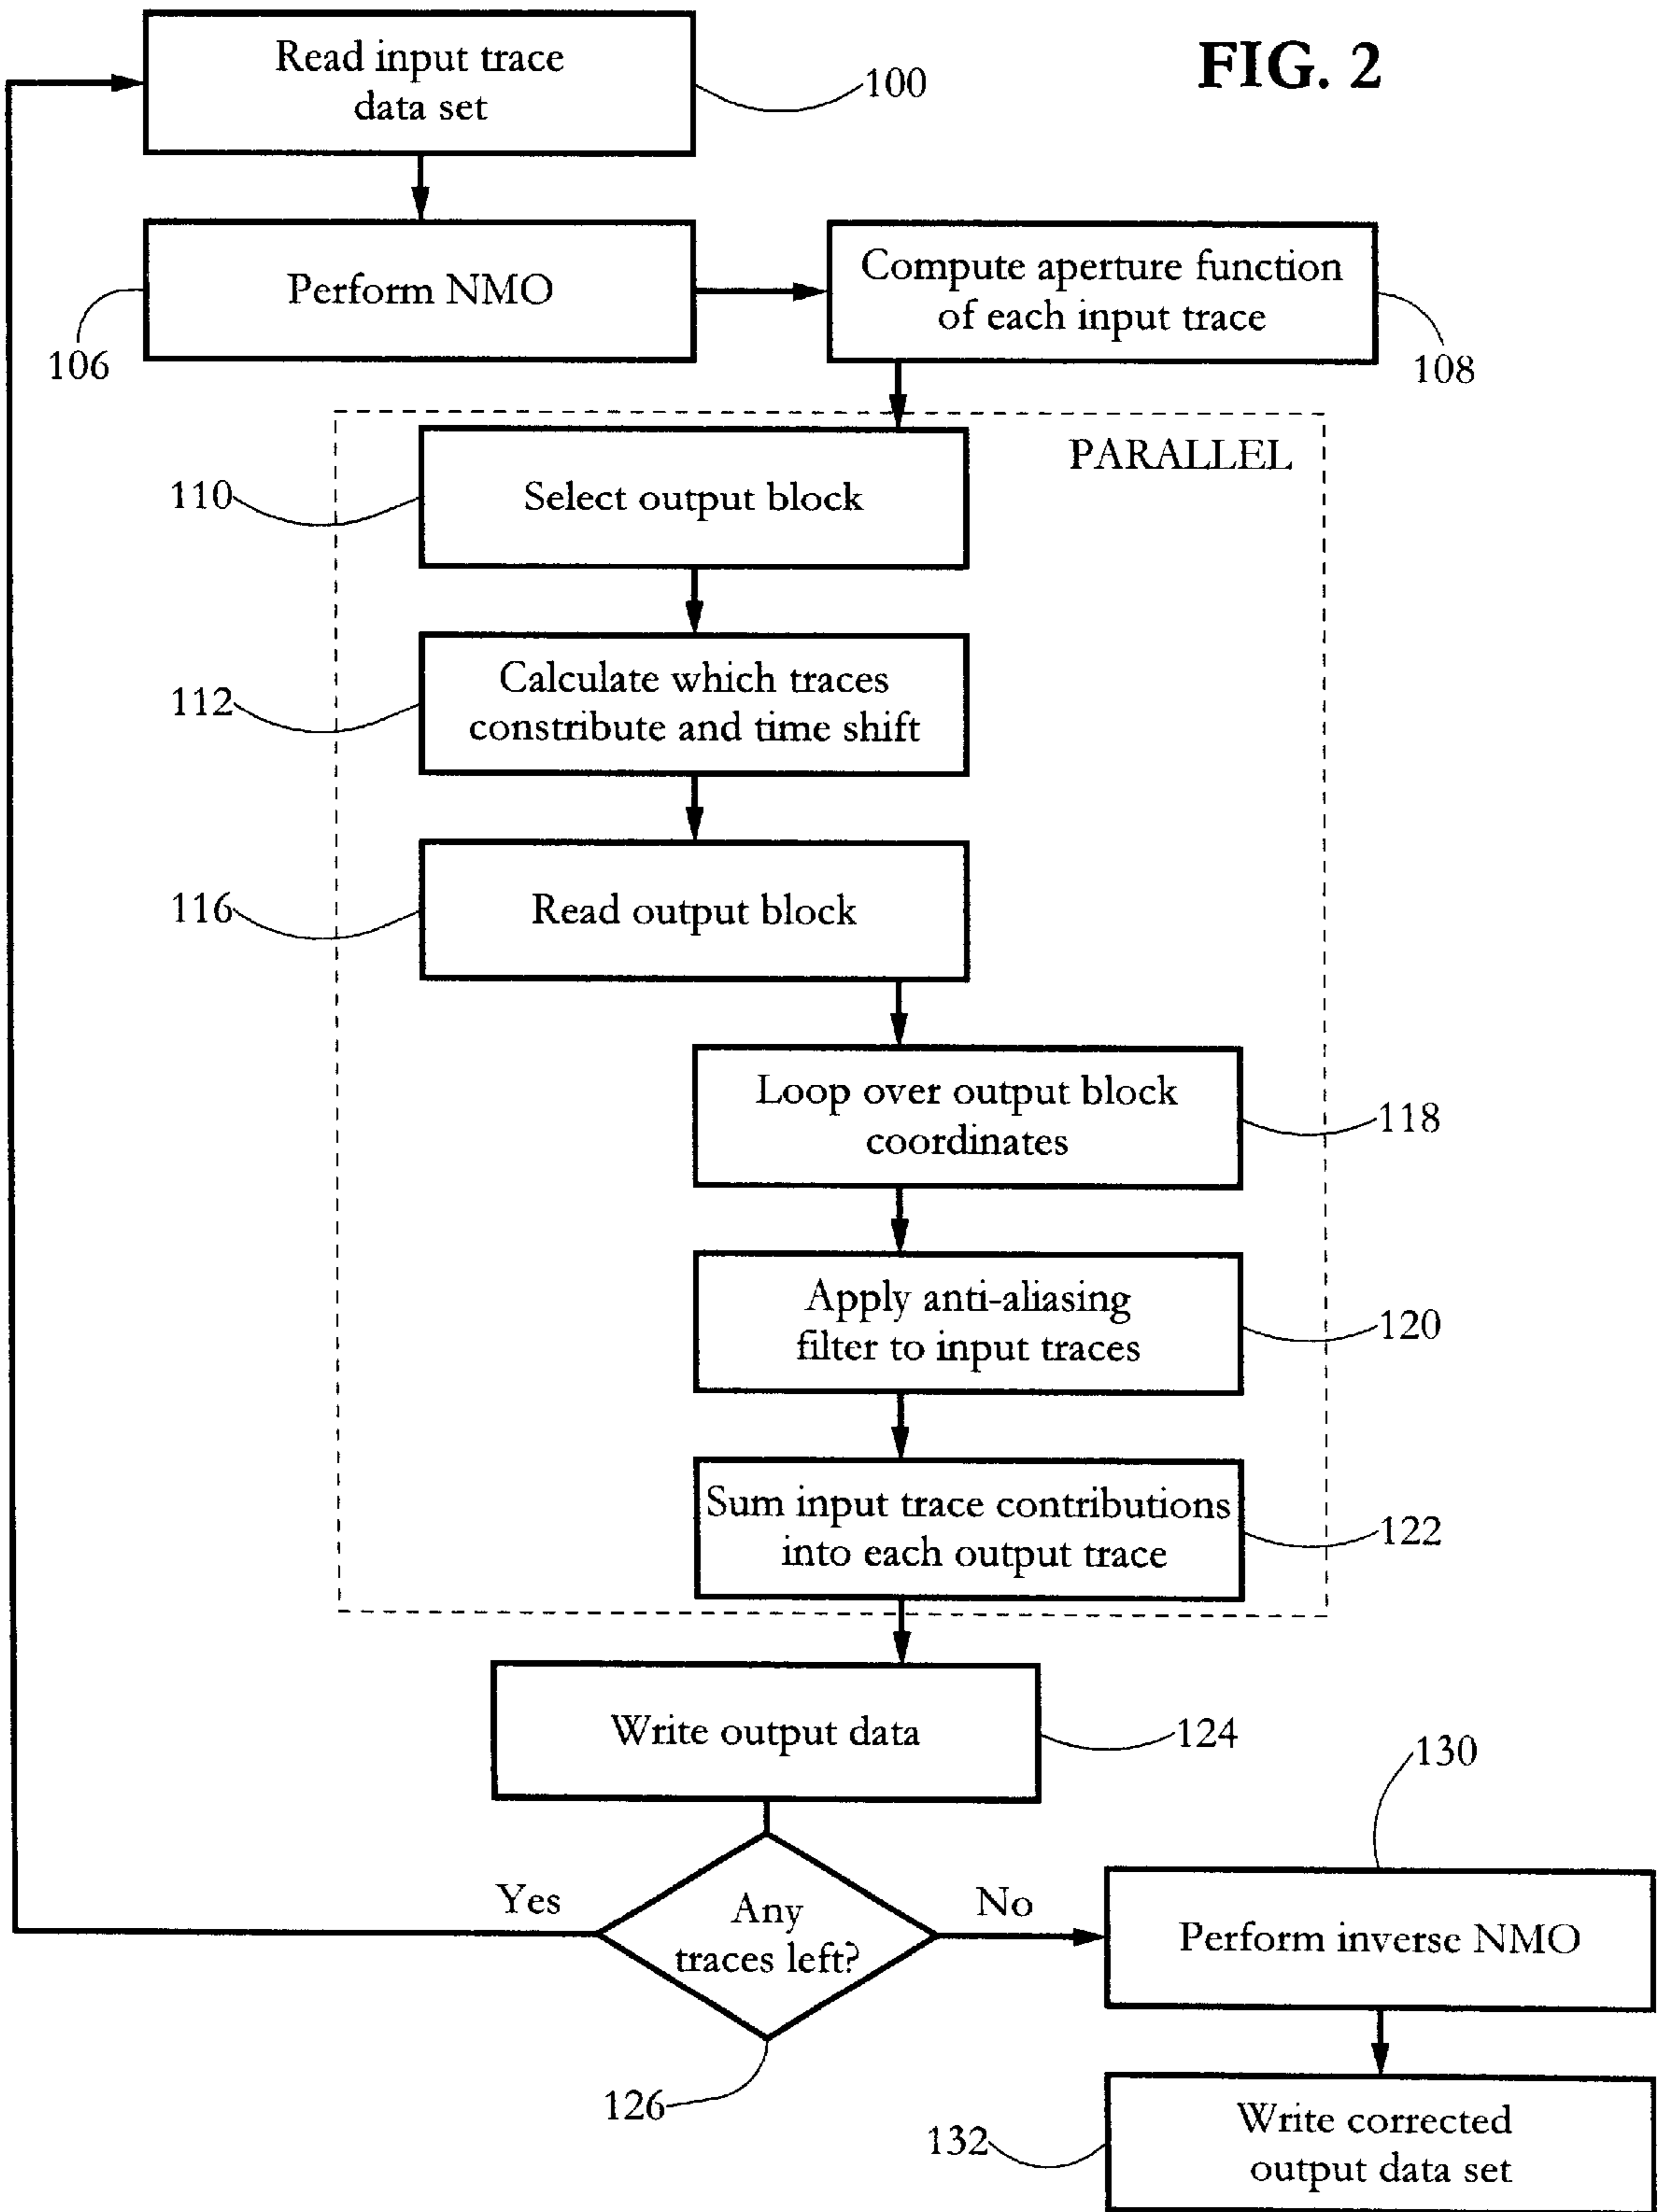 FIG. 2
Read input trace
data set
100
Perform NMO
106
Compute aperture function
of each input trace
108
PARALLEL
Select output block
110
Calculate which traces
constribute and time shift
112
Read output block
116
Loop over output block
coordinates
118
Apply anti-aliasing
filter to input traces
120
Sum input trace contributions
into each output trace
122
Write output data
124
Any
traces left?
126
Yes
No
130
Perform inverse NMO
132
Write corrected
output data set